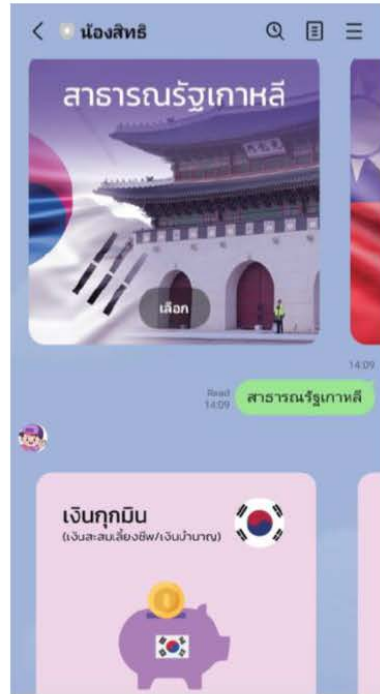 น้องสิทธิ
สาธารณรัฐเกาหลี
เลือก
14:09
Read
14:09
สาธารณรัฐเกาหลี
เงินกุกมิน
(เงินสะสมเลี้ยงชีพ/เงินบำนาญ)